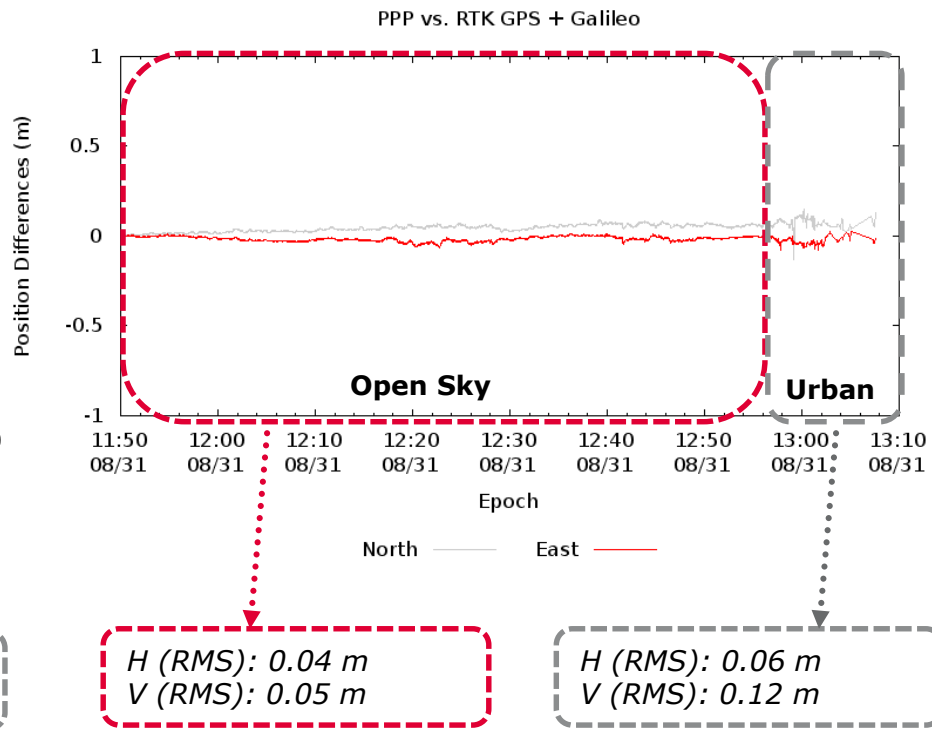 PPP vs. RTK GPS + Galileo
Position Differences (m)
1
0.5
0
-0.5
-1
Open Sky
Urban
11:50 12:00 12:10 12:20 12:30 12:40 12:50 13:00 13:10
08/31 08/31 08/31 08/31 08/31 08/31 08/31 08/31 08/31
Epoch
North East
H (RMS): 0.04 m
V (RMS): 0.05 m
H (RMS): 0.06 m
V (RMS): 0.12 m